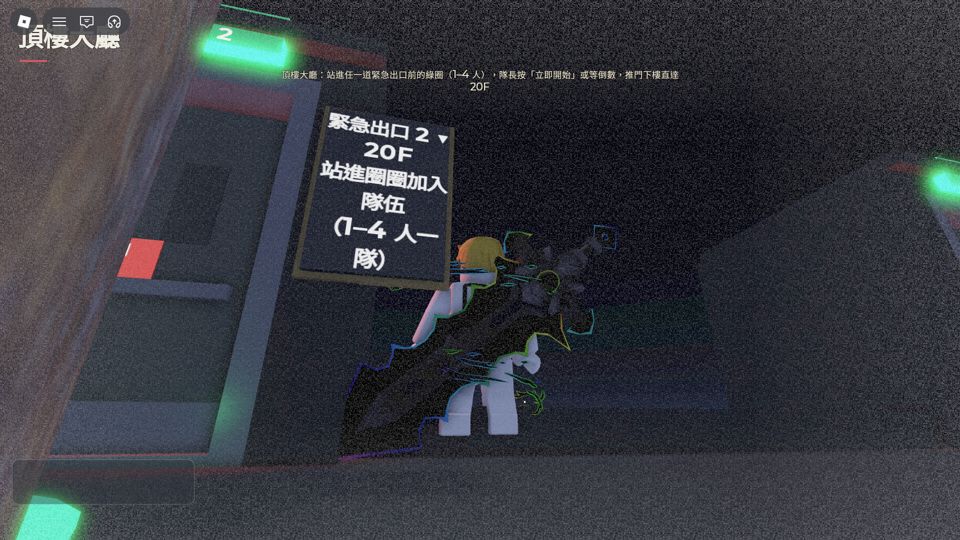 頂樓大廳
2
頂樓大廳：站進任一道緊急出口前的綠圈（1–4 人），隊長按「立即開始」或等倒數，推門下樓直達
20F
緊急出口 2 ▼
20F
站進圈圈加入
隊伍
（1–4 人一
隊）